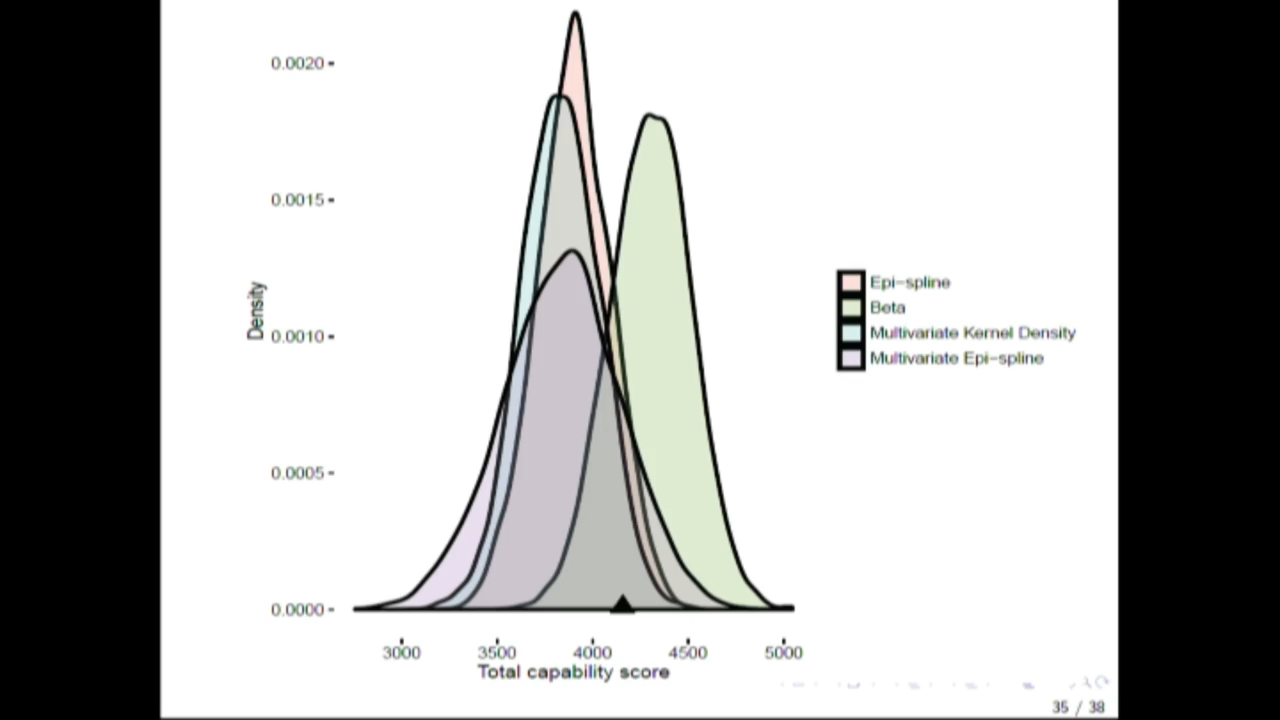 0.0020
0.0015
0.0010
0.0005
0.0000
Density
3000 3500 4000 4500 5000
Total capability score
Epi-spline
Beta
Multivariate Kernel Density
Multivariate Epi-spline
35 / 38